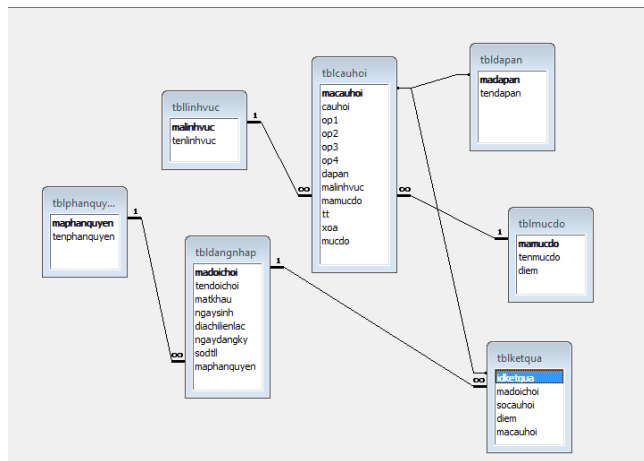 tblcauhoi
macauhoi
cauhoi
op1
op2
op3
op4
dapan
malinhvuc
mamucdo
tt
xoa
mucdo
tbldapan
madapan
tendapan
tbllinhvuc
malinhvuc
tenlinhvuc
1
∞
∞
tblphanquy...
maphanquyen
tenphanquyen
1
∞
tblmucdo
mamucdo
tenmucdo
diem
1
tbldangnhap
madoichoi
tendoichoi
matkhau
ngaysinh
diachilienlac
ngaydangky
sodtll
maphanquyen
1
∞
tblketqua
idketqua
madoichoi
socauhoi
diem
macauhoi